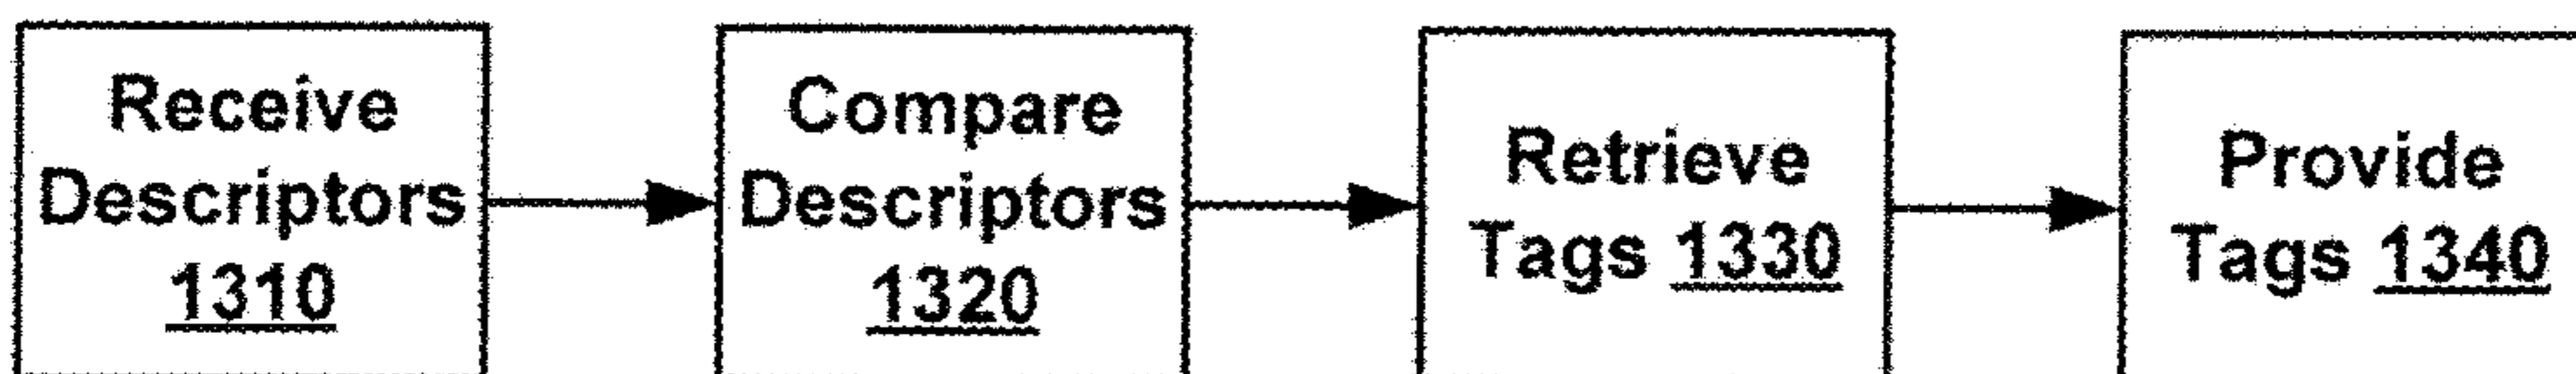 Receive
Descriptors
1310
Compare
Descriptors
1320
Retrieve
Tags 1330
Provide
Tags 1340